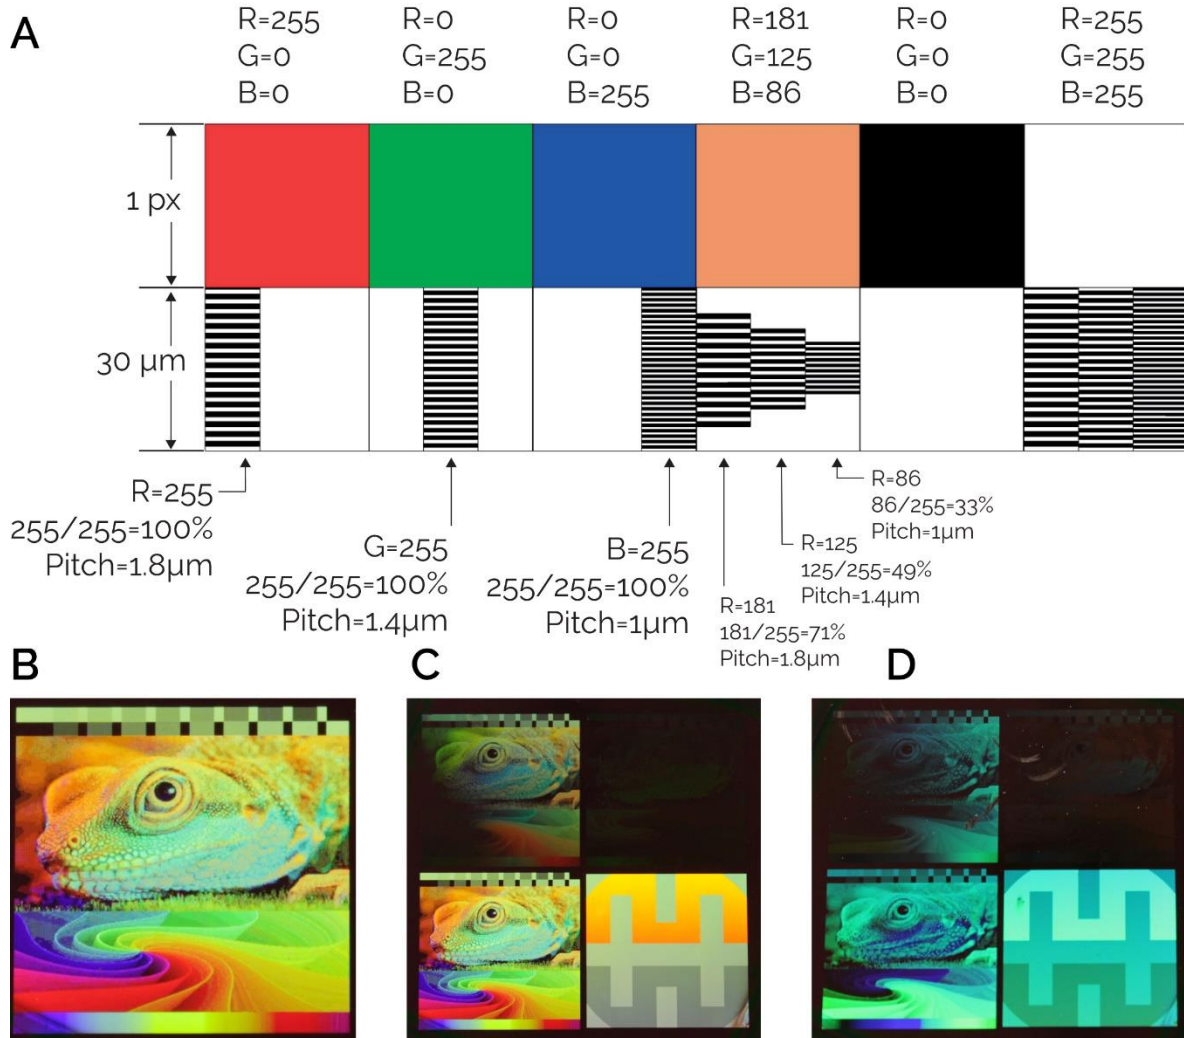 A
R=255
G=0
B=0
R=0
G=255
B=0
R=0
G=0
B=255
R=181
G=125
B=86
R=0
G=0
B=0
R=255
G=255
B=255
1 px
30 µm
R=255
255/255=100%
Pitch=1.8µm
G=255
255/255=100%
Pitch=1.4µm
B=255
255/255=100%
Pitch=1µm
R=181
181/255=71%
Pitch=1.8µm
R=125
125/255=49%
Pitch=1.4µm
R=86
86/255=33%
Pitch=1µm
B
C
D